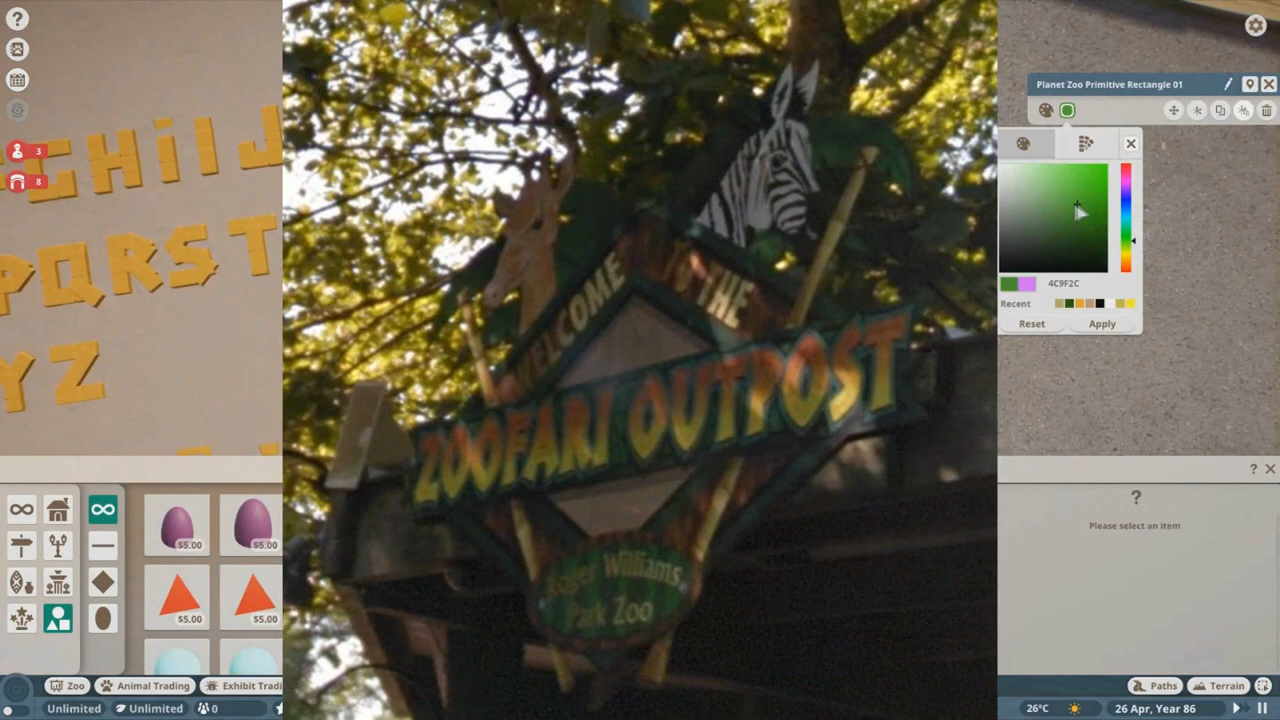 ? 
3
8
GHIJ
PQRST
YZ
$5.00
$5.00
$5.00
$5.00
Zoo
Animal Trading
Exhibit Tradi
Unlimited
Unlimited
0
WELCOME TO THE
ZOOFARI OUTPOST
Roger Williams
Park Zoo
Planet Zoo Primitive Rectangle 01
4C9F2C
Recent
Reset
Apply
?
?
Please select an item
Paths
Terrain
26°C
26 Apr, Year 86